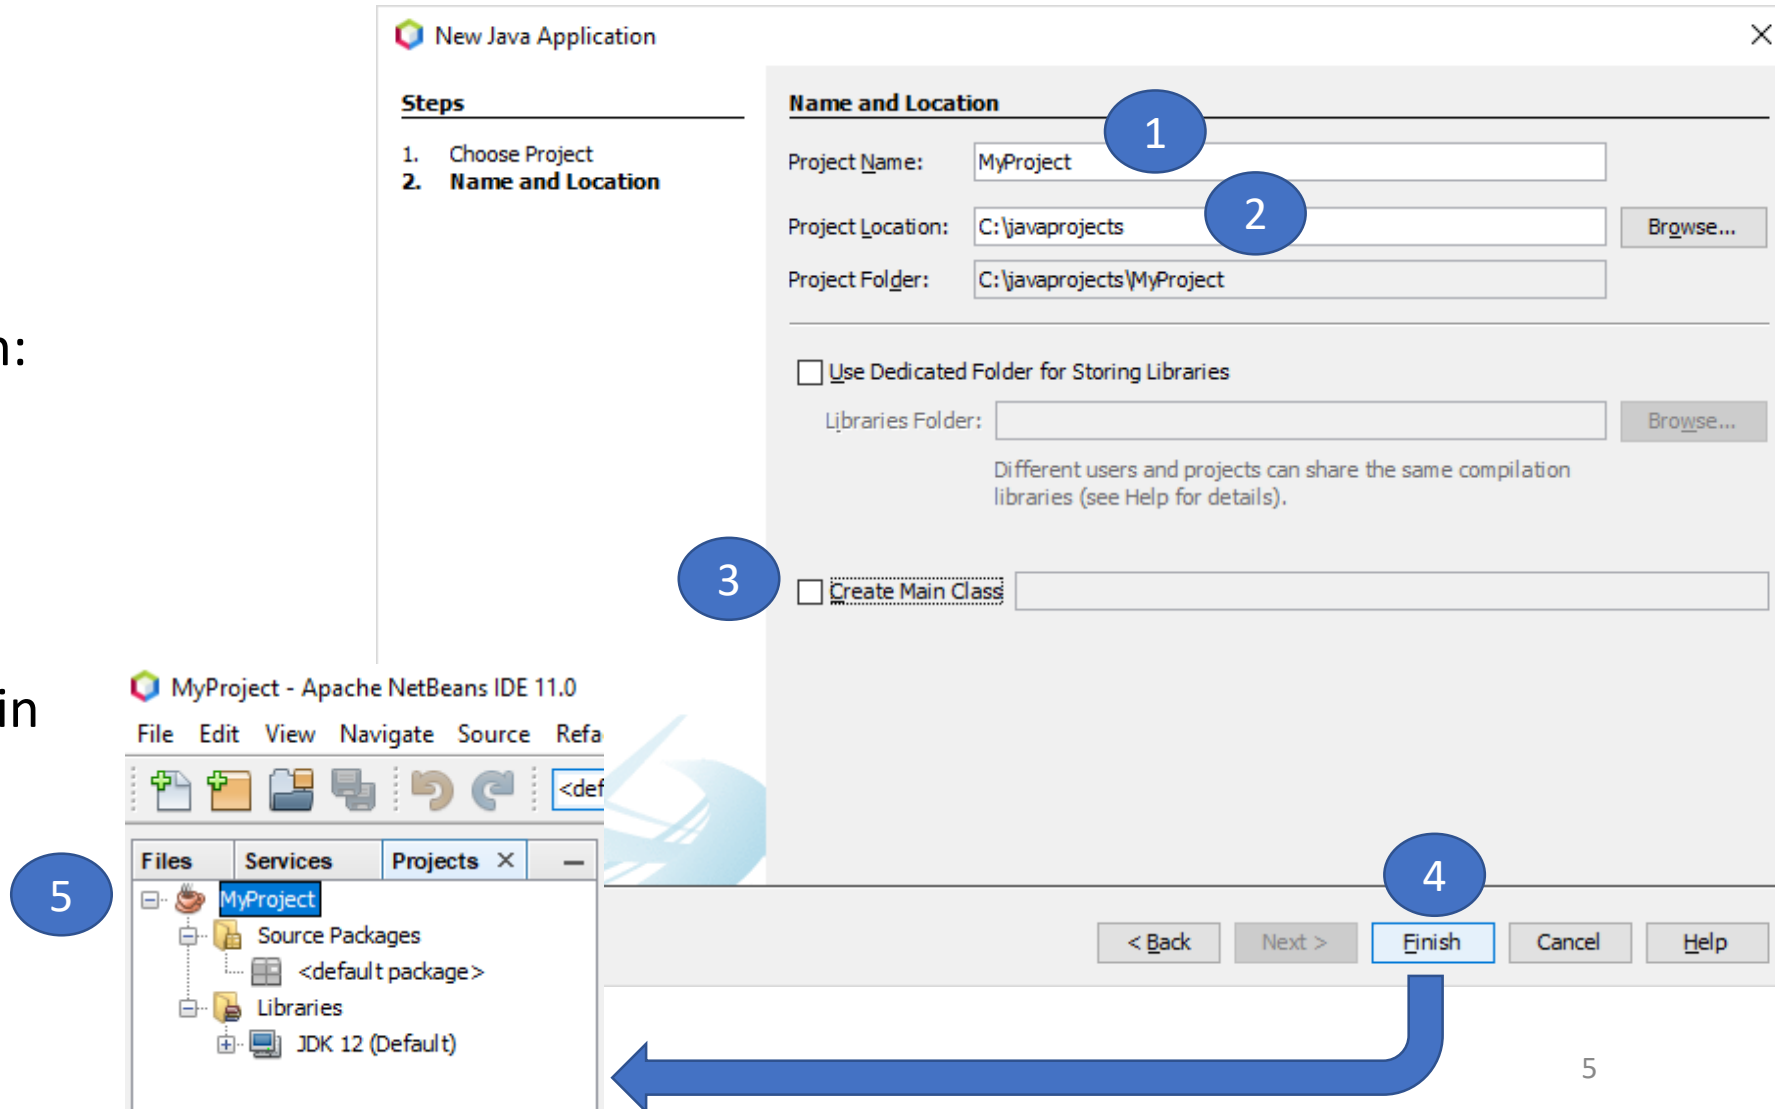 New Java Application
Steps
1. Choose Project
2. Name and Location
Name and Location
1
Project Name: MyProject
2
Project Location: C:\javaprojects Browse...
Project Folder: C:\javaprojects\MyProject
n:
Use Dedicated Folder for Storing Libraries
Libraries Folder: Browse...
Different users and projects can share the same compilation
libraries (see Help for details).
3
Create Main Class
in
MyProject - Apache NetBeans IDE 11.0
File Edit View Navigate Source Refa
<def
Files Services Projects
5
MyProject
Source Packages
<default package>
Libraries
JDK 12 (Default)
4
< Back Next > Finish Cancel Help
5